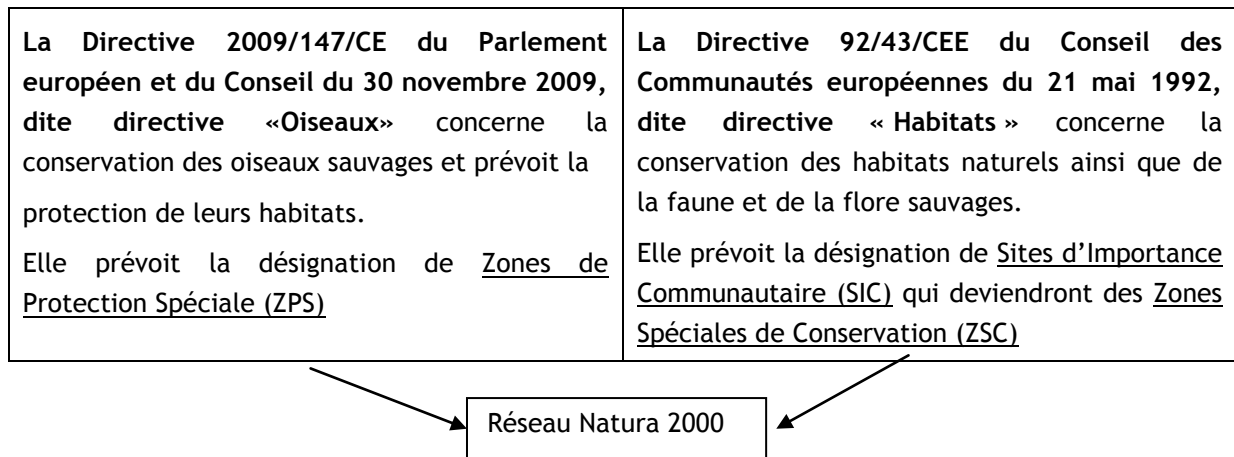 La Directive 2009/147/CE du Parlement
européen et du Conseil du 30 novembre 2009,
dite directive «Oiseaux» concerne la
conservation des oiseaux sauvages et prévoit la
protection de leurs habitats.
Elle prévoit la désignation de Zones de
Protection Spéciale (ZPS)
La Directive 92/43/CEE du Conseil des
Communautés européennes du 21 mai 1992,
dite directive « Habitats » concerne la
conservation des habitats naturels ainsi que de
la faune et de la flore sauvages.
Elle prévoit la désignation de Sites d’Importance
Communautaire (SIC) qui deviendront des Zones
Spéciales de Conservation (ZSC)
Réseau Natura 2000